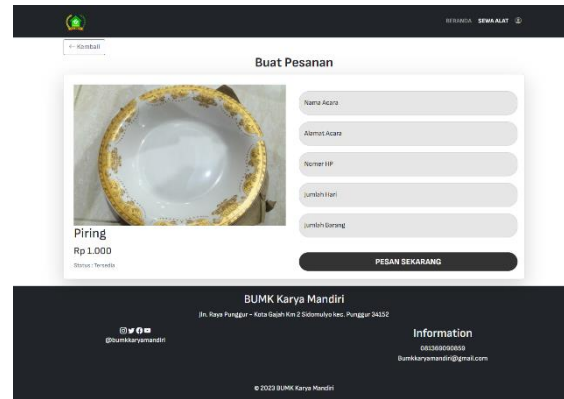 BERANDA SEWA ALAT
← Kembali
Buat Pesanan
Nama Acara
Alamat Acara
Nomer HP
Jumlah Hari
Jumlah Barang
Piring
Rp 1.000
Status : Tersedia
PESAN SEKARANG
BUMK Karya Mandiri
Jln. Raya Punggur - Kota Gajah Km 2 Sidomulyo kec. Punggur 34152
@bumkkaryamandiri
Information
081369090859
Bumkkaryamandiri@gmail.com
© 2023 BUMK Karya Mandiri